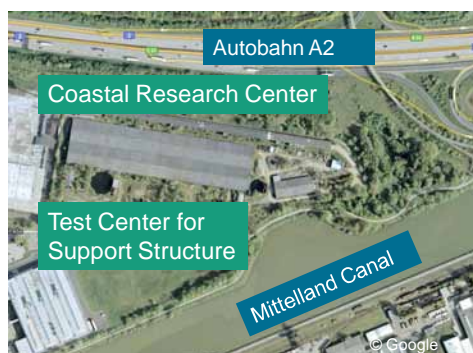 Autobahn A2
Coastal Research Center
Test Center for
Support Structure
Mittelland Canal
© Google